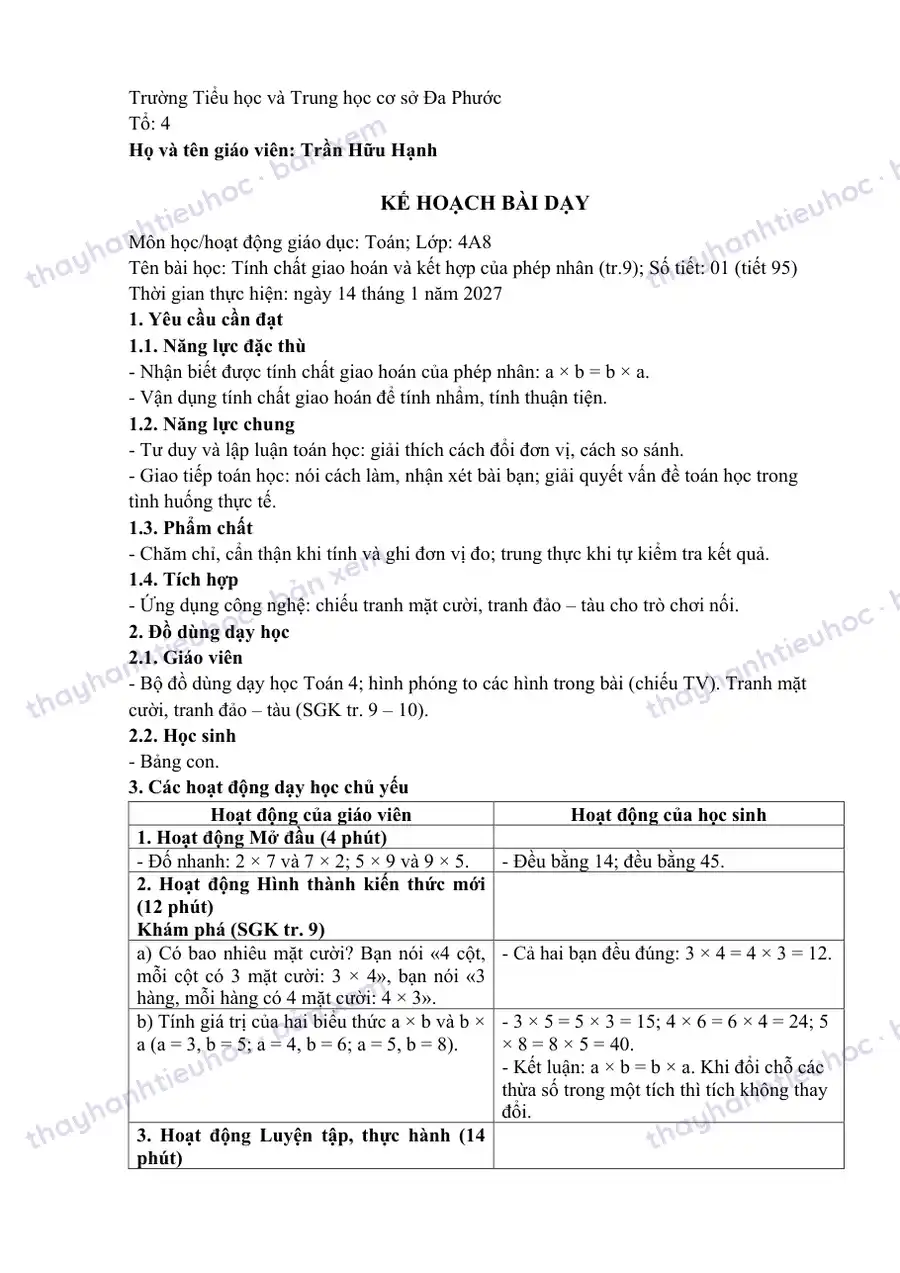 Trường Tiểu học và Trung học cơ sở Đa Phước
Tổ: 4
Họ và tên giáo viên: Trần Hữu Hạnh
KẾ HOẠCH BÀI DẠY
Môn học/hoạt động giáo dục: Toán; Lớp: 4A8
Tên bài học: Tính chất giao hoán và kết hợp của phép nhân (tr.9); Số tiết: 01 (tiết 95)
Thời gian thực hiện: ngày 14 tháng 1 năm 2027
1. Yêu cầu cần đạt
1.1. Năng lực đặc thù
- Nhận biết được tính chất giao hoán của phép nhân: a × b = b × a.
- Vận dụng tính chất giao hoán để tính nhẩm, tính thuận tiện.
1.2. Năng lực chung
- Tư duy và lập luận toán học: giải thích cách đổi đơn vị, cách so sánh.
- Giao tiếp toán học: nói cách làm, nhận xét bài bạn; giải quyết vấn đề toán học trong
tình huống thực tế.
1.3. Phẩm chất
- Chăm chỉ, cẩn thận khi tính và ghi đơn vị đo; trung thực khi tự kiểm tra kết quả.
1.4. Tích hợp
- Ứng dụng công nghệ: chiếu tranh mặt cười, tranh đảo – tàu cho trò chơi nối.
2. Đồ dùng dạy học
2.1. Giáo viên
- Bộ đồ dùng dạy học Toán 4; hình phóng to các hình trong bài (chiếu TV). Tranh mặt
cười, tranh đảo – tàu (SGK tr. 9 – 10).
2.2. Học sinh
- Bảng con.
3. Các hoạt động dạy học chủ yếu
Hoạt động của giáo viên
Hoạt động của học sinh
1. Hoạt động Mở đầu (4 phút)
- Đố nhanh: 2 × 7 và 7 × 2; 5 × 9 và 9 × 5.
- Đều bằng 14; đều bằng 45.
2. Hoạt động Hình thành kiến thức mới
(12 phút)
Khám phá (SGK tr. 9)
a) Có bao nhiêu mặt cười? Bạn nói «4 cột,
mỗi cột có 3 mặt cười: 3 × 4», bạn nói «3
hàng, mỗi hàng có 4 mặt cười: 4 × 3».
- Cả hai bạn đều đúng: 3 × 4 = 4 × 3 = 12.
b) Tính giá trị của hai biểu thức a × b và b ×
a (a = 3, b = 5; a = 4, b = 6; a = 5, b = 8).
- 3 × 5 = 5 × 3 = 15; 4 × 6 = 6 × 4 = 24; 5
× 8 = 8 × 5 = 40.
- Kết luận: a × b = b × a. Khi đổi chỗ các
thừa số trong một tích thì tích không thay
đổi.
3. Hoạt động Luyện tập, thực hành (14
phút)
thayhanhtieuhoc · bản xem
thayhanhtieuhoc · b
thayhanhtieuhoc · bản xem
thayhanhtieuhoc · b
thayhanhtieuhoc · bản xem
thayhanhtieuhoc · b